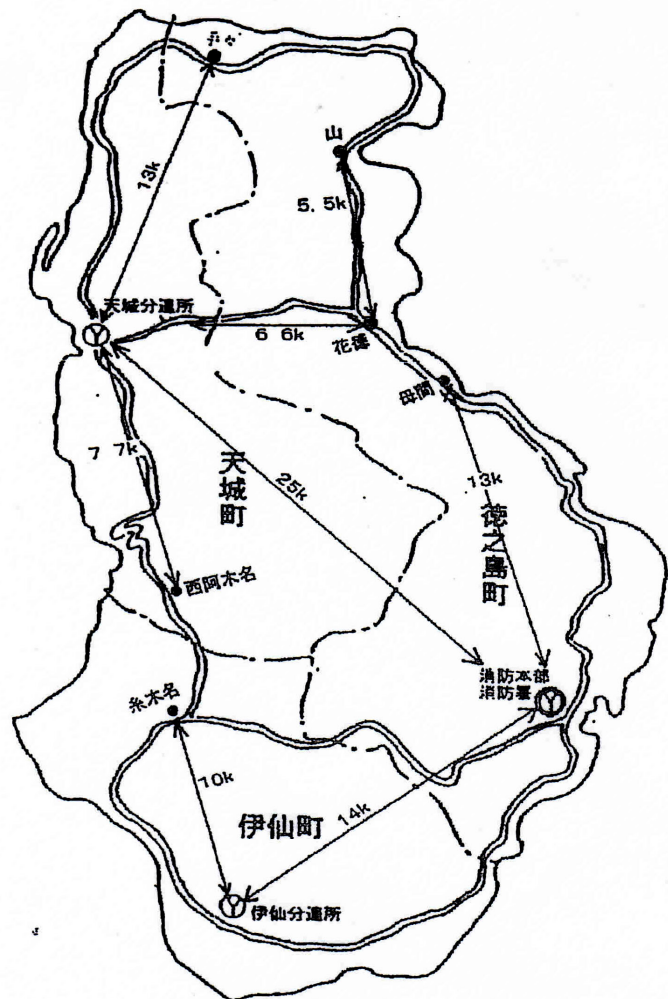 13k
山
5. 5k
天城分遣所
6 6k
花徳
母間
7 7k
天城町
25k
13k
徳之島町
西阿木名
消防本部
消防署
糸木名
10k
伊仙町
14k
伊仙分遣所